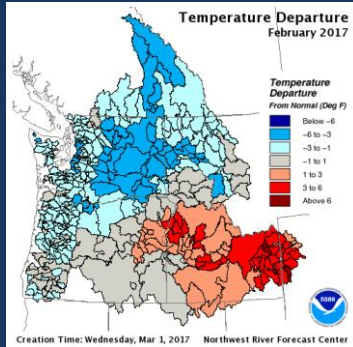 Temperature Departure
February 2017
Temperature
Departure
From Normal (Deg F)
Below -6
-6 to -3
-3 to -1
-1 to 1
1 to 3
3 to 6
Above 6
NOAA
Creation Time: Wednesday, Mar 1, 2017 Northwest River Forecast Center